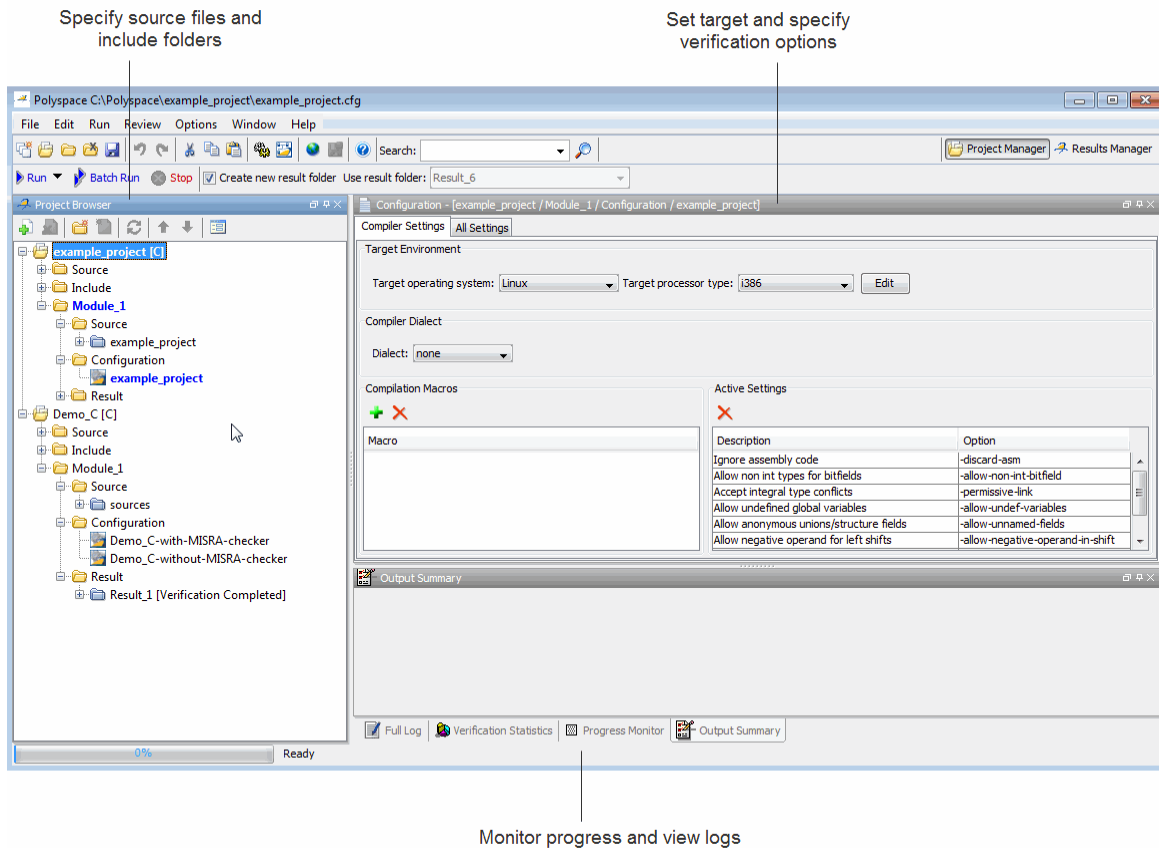 Specify source files and
include folders
Set target and specify
verification options
Polyspace C:\Polyspace\example_project\example_project.cfg
File Edit Run Review Options Window Help
Search:
Project Manager Results Manager
Run Batch Run Stop Create new result folder Use result folder: Result_6
Project Browser
Configuration - [example_project / Module_1 / Configuration / example_project]
example_project [C]
Source
Include
Module_1
Source
example_project
Configuration
example_project
Result
Demo_C [C]
Source
Include
Module_1
Source
sources
Configuration
Demo_C-with-MISRA-checker
Demo_C-without-MISRA-checker
Result
Result_1 [Verification Completed]
Compiler Settings All Settings
Target Environment
Target operating system: Linux Target processor type: i386 Edit
Compiler Dialect
Dialect: none
Compilation Macros
Macro
Active Settings
Description Option
Ignore assembly code -discard-asm
Allow non int types for bitfields -allow-non-int-bitfield
Accept integral type conflicts -permissive-link
Allow undefined global variables -allow-undef-variables
Allow anonymous unions/structure fields -allow-unnamed-fields
Allow negative operand for left shifts -allow-negative-operand-in-shift
Output Summary
Full Log Verification Statistics Progress Monitor Output Summary
0% Ready
Monitor progress and view logs